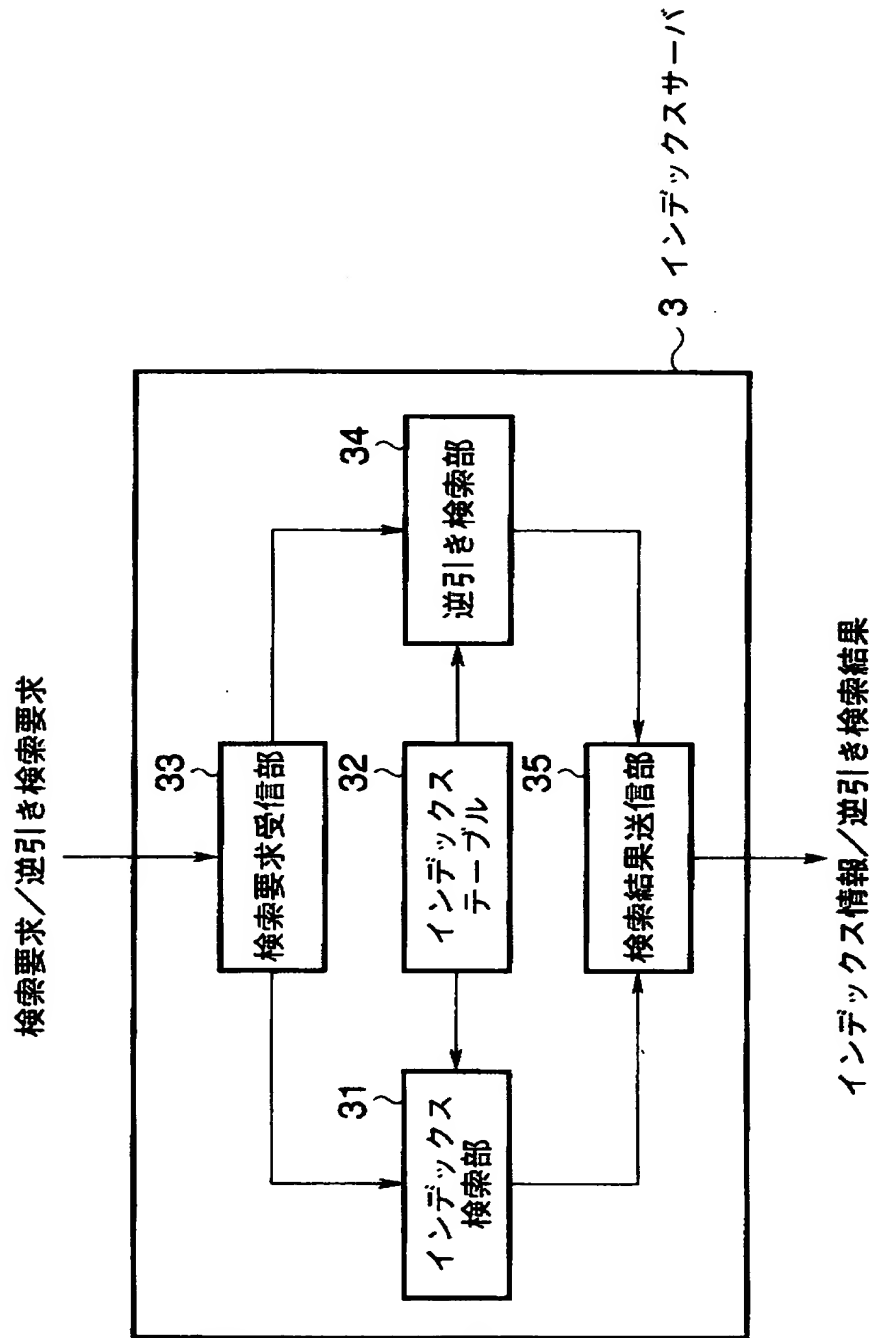 検索要求/逆引き検索要求
33
検索要求受信部
31
インデックス
検索部
32
インデックス
テーブル
34
逆引き検索部
35
検索結果送信部
3 インデックスサーバ
インデックス情報/逆引き検索結果